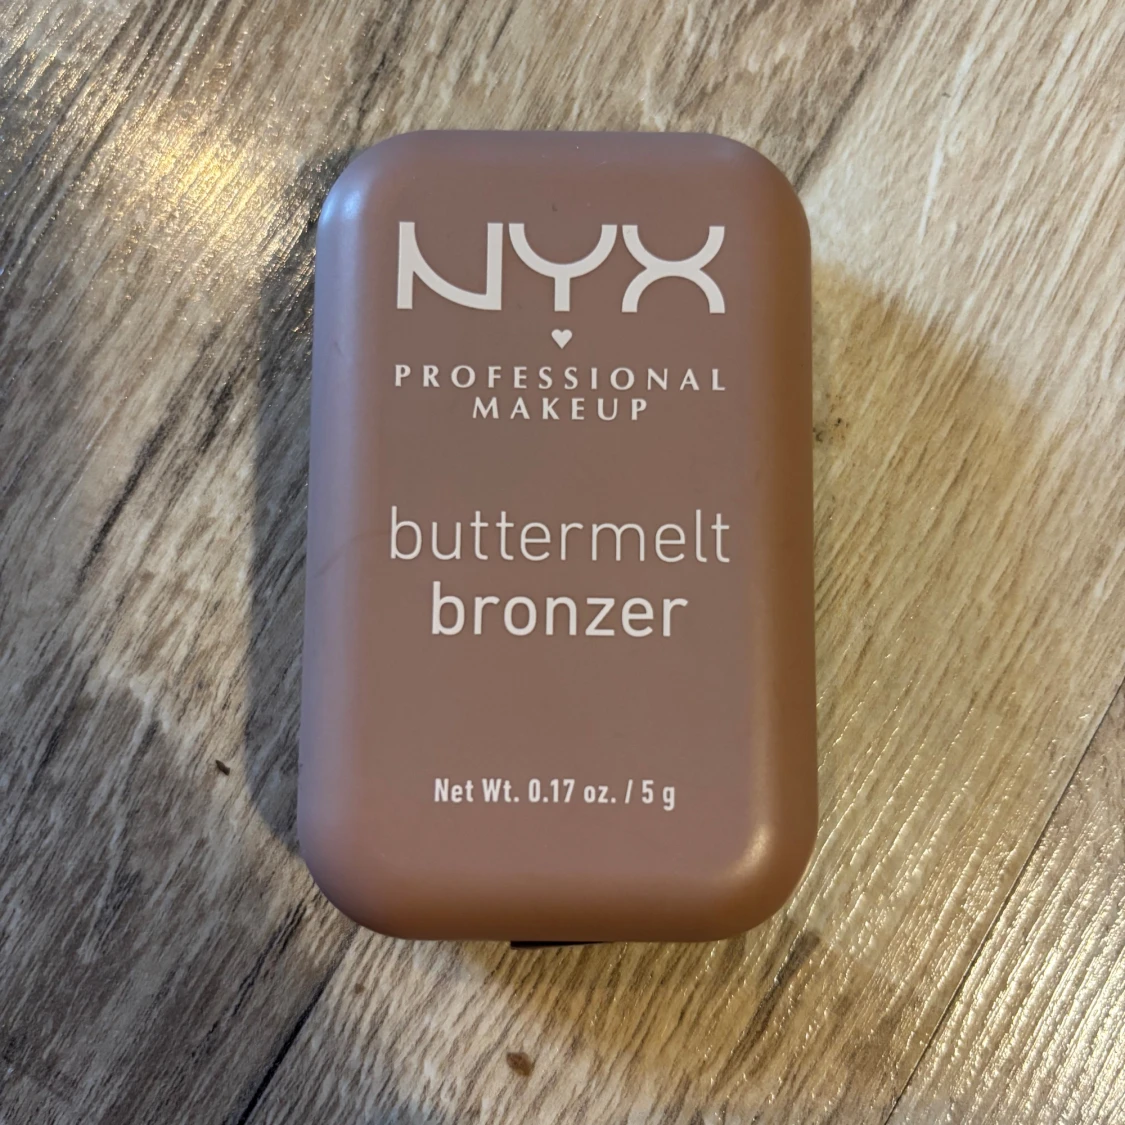 NYX
PROFESSIONAL
MAKEUP
buttermelt
bronzer
Net Wt. 0.17 oz. / 5 g